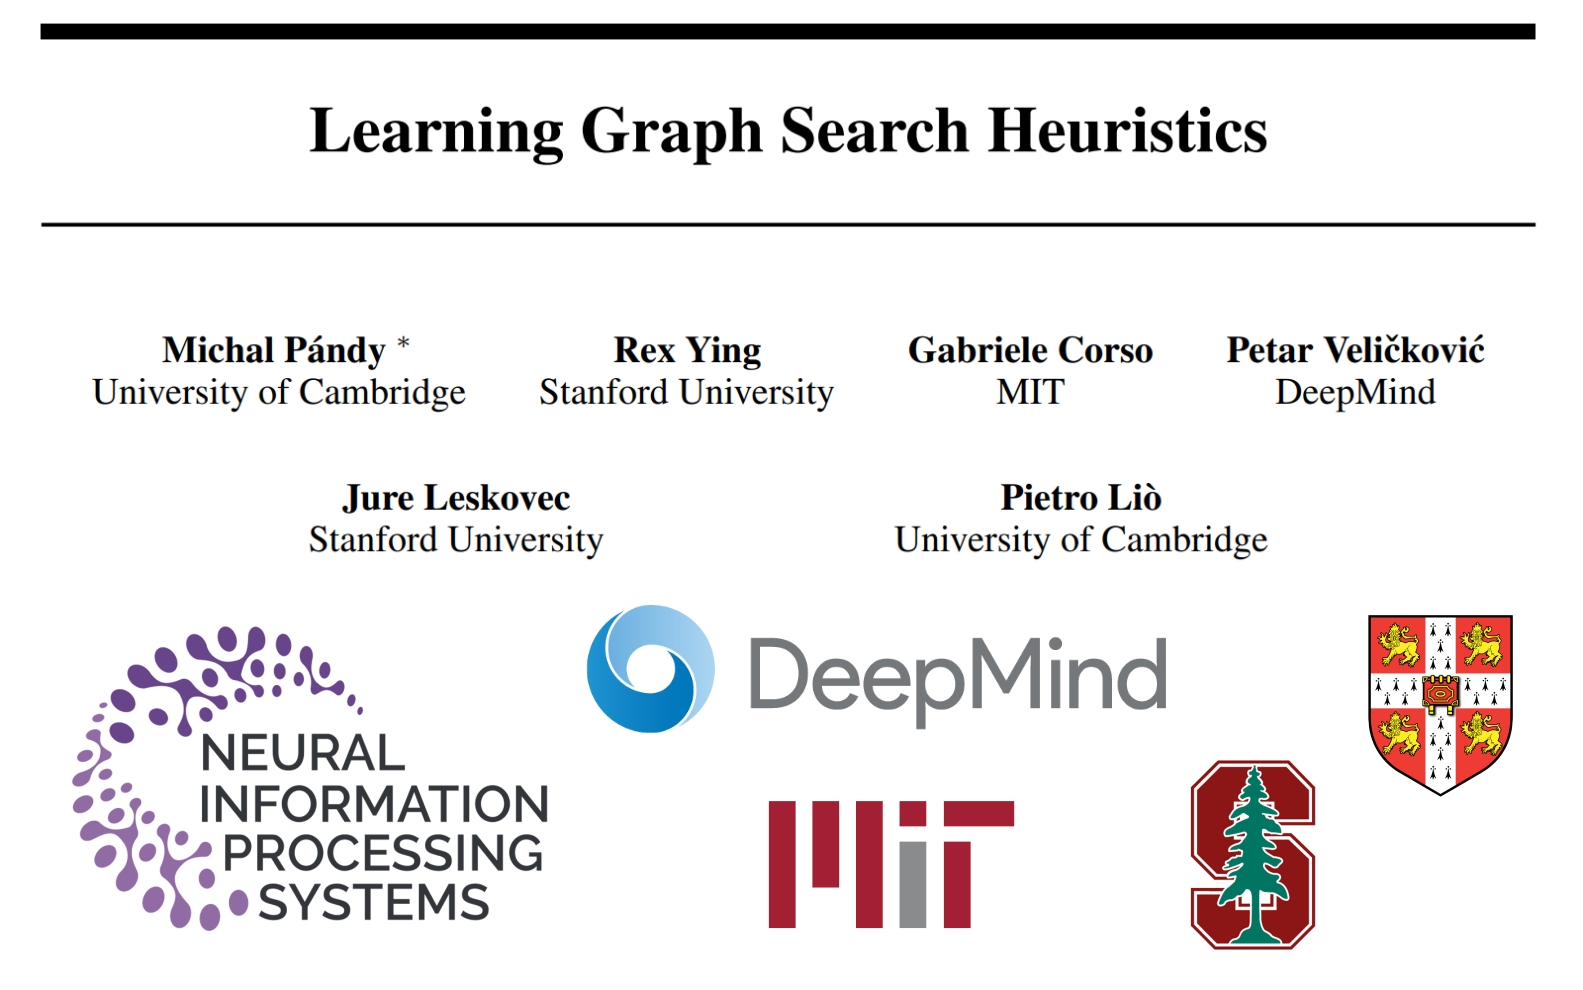 Learning Graph Search Heuristics
Michal Pándy *
University of Cambridge
Rex Ying
Stanford University
Gabriele Corso
MIT
Petar Veličković
DeepMind
Jure Leskovec
Stanford University
Pietro Liò
University of Cambridge
NEURAL
INFORMATION
PROCESSING
SYSTEMS
DeepMind
MiT
S